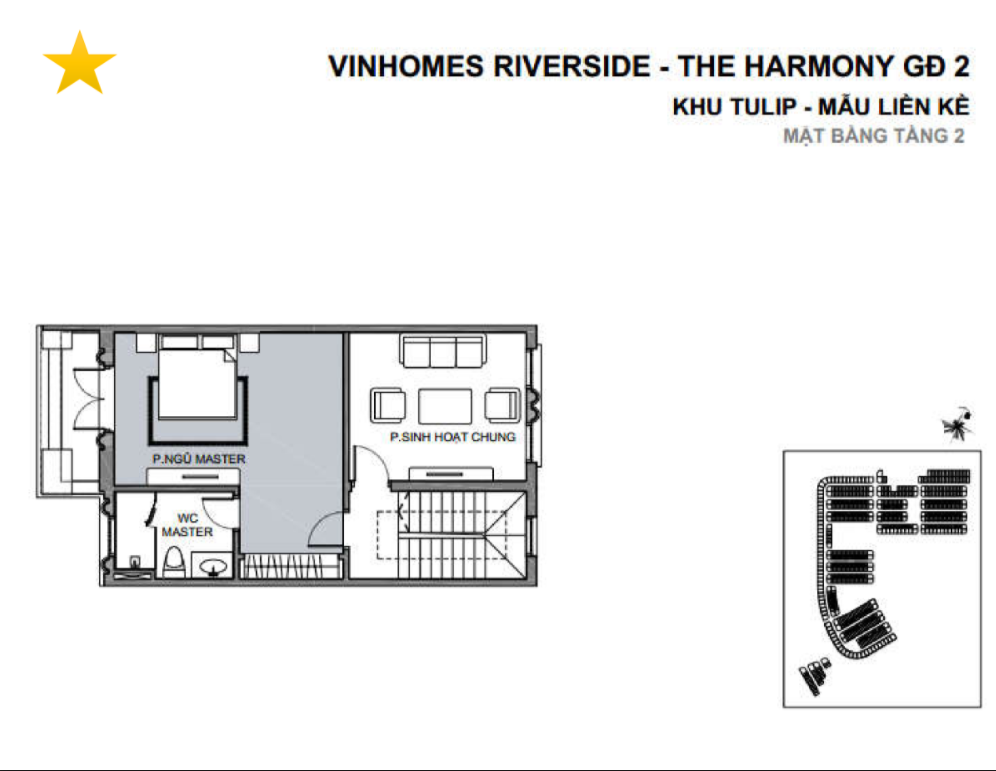 VINHOMES RIVERSIDE - THE HARMONY GĐ 2
KHU TULIP - MẪU LIỀN KỀ
MẶT BẰNG TẦNG 2
P.SINH HOẠT CHUNG
P.NGỦ MASTER
WC
MASTER